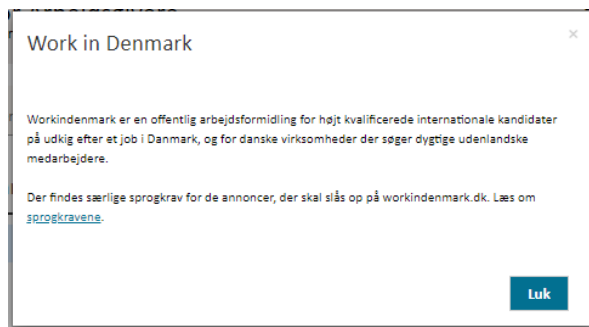 Work in Denmark
×
Workindenmark er en offentlig arbejdsformidling for højt kvalificerede internationale kandidater
på udkig efter et job i Danmark, og for danske virksomheder der søger dygtige udenlandske
medarbejdere.
Der findes særlige sprogkrav for de annoncer, der skal slås op på workindenmark.dk. Læs om
sprogkravene.
Luk